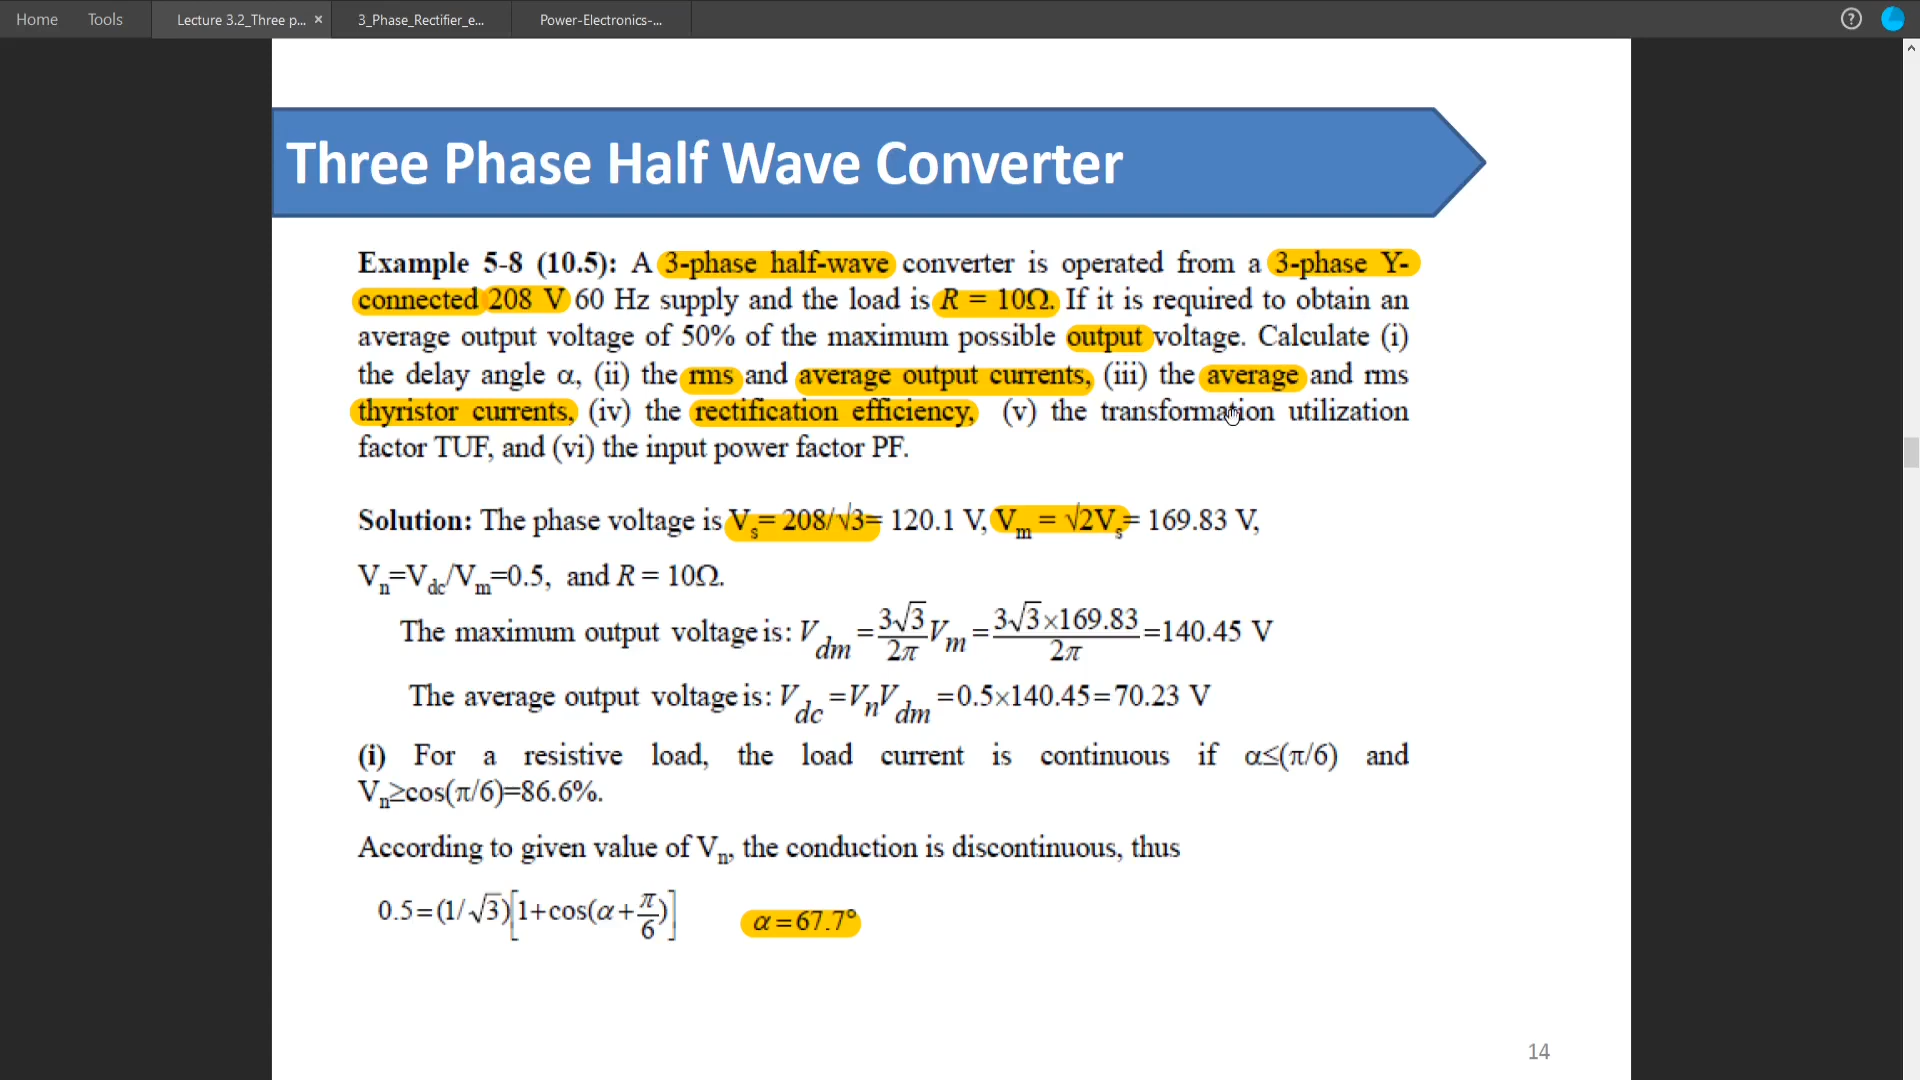 Home Tools Lecture 3.2_Three p... × 3_Phase_Rectifier_e... Power-Electronics-... ?
Three Phase Half Wave Converter
Example 5-8 (10.5): A 3-phase half-wave converter is operated from a 3-phase Y-
connected 208 V 60 Hz supply and the load is R = 10Ω. If it is required to obtain an
average output voltage of 50% of the maximum possible output voltage. Calculate (i)
the delay angle α, (ii) the rms and average output currents, (iii) the average and rms
thyristor currents, (iv) the rectification efficiency, (v) the transformation utilization
factor TUF, and (vi) the input power factor PF.
Solution: The phase voltage is Vs= 208/√3= 120.1 V, Vm = √2Vs= 169.83 V,
Vn=Vdc/Vm=0.5, and R = 10Ω.
The maximum output voltage is: Vdm = 3√3/2π Vm = 3√3×169.83/2π =140.45 V
The average output voltage is: Vdc =VnVdm =0.5×140.45=70.23 V
(i) For a resistive load, the load current is continuous if α≤(π/6) and
Vn≥cos(π/6)=86.6%.
According to given value of Vn, the conduction is discontinuous, thus
0.5=(1/√3)[1+cos(α+π/6)] α=67.7°
14